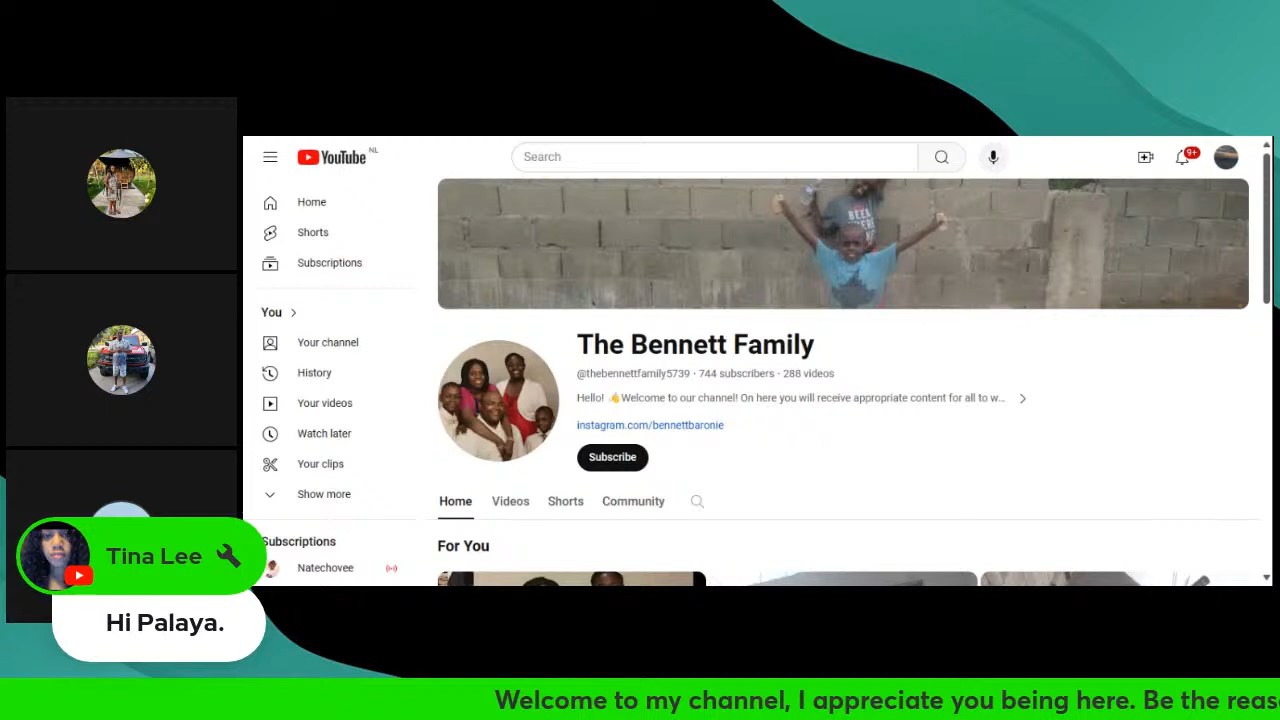 YouTube NL
Search
9+
Home
Shorts
Subscriptions
You
Your channel
History
Your videos
Watch later
Your clips
Show more
Subscriptions
Natechovee
The Bennett Family
@thebennettfamily5739 · 744 subscribers · 288 videos
Hello! 🤙Welcome to our channel! On here you will receive appropriate content for all to w...
instagram.com/bennettbaronie
Subscribe
Home Videos Shorts Community
For You
Tina Lee
Hi Palaya.
Welcome to my channel, I appreciate you being here. Be the reas